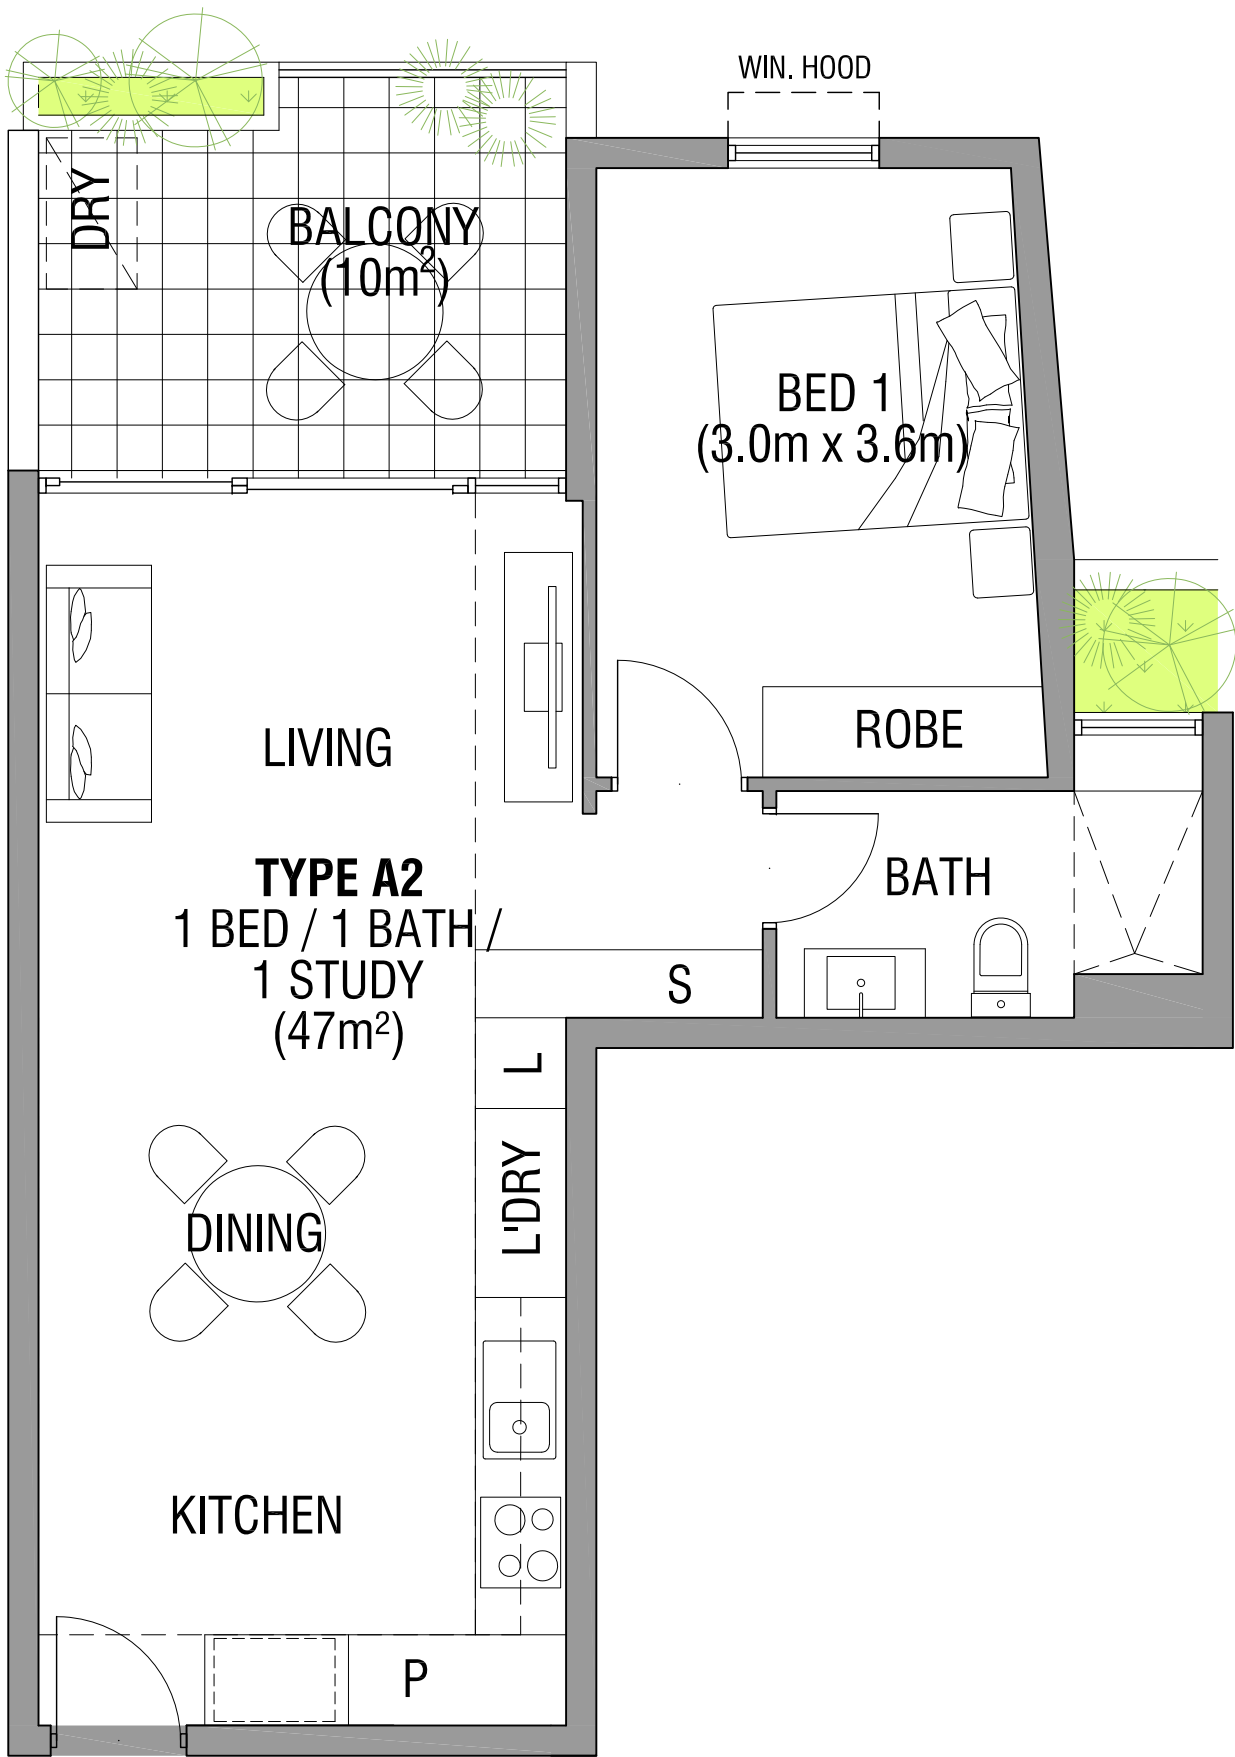 WIN. HOOD
DRY
BALCONY
(10m²)
BED 1
(3.0m x 3.6m)
LIVING
ROBE
TYPE A2
1 BED / 1 BATH /
1 STUDY
(47m²)
BATH
S
L
L'DRY
DINING
KITCHEN
P